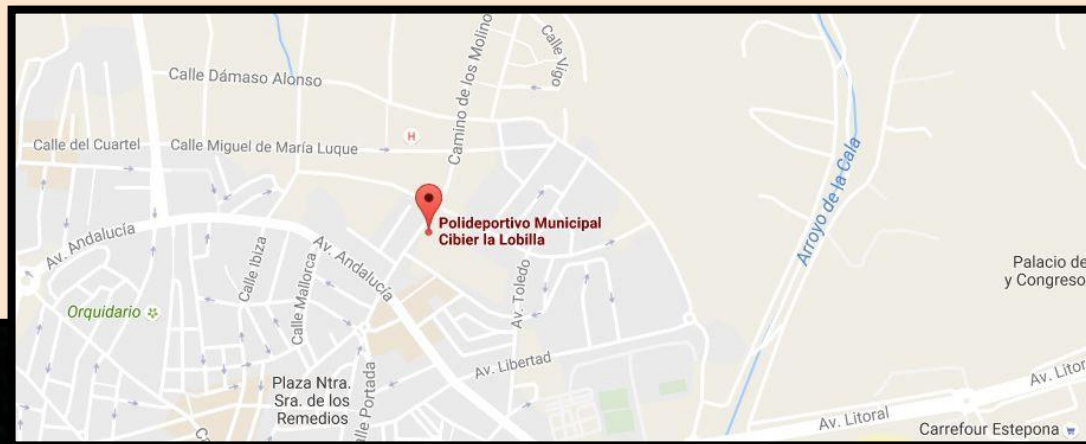 Calle Dámaso Alonso
Camino de los Molino
Calle Vigo
H
Calle del Cuartel
Calle Miguel de María Luque
Arroyo de la Cala
Polideportivo Municipal
Cibier la Lobilla
Av. Andalucía
Av. Andalucía
Calle Ibiza
Calle Mallorca
Av. Toledo
Palacio de
y Congreso
Orquidario
Av. Libertad
Plaza Ntra.
Sra. de los
Remedios
Calle Portada
Av. Litoral
Av. Litor
Carrefour Estepona